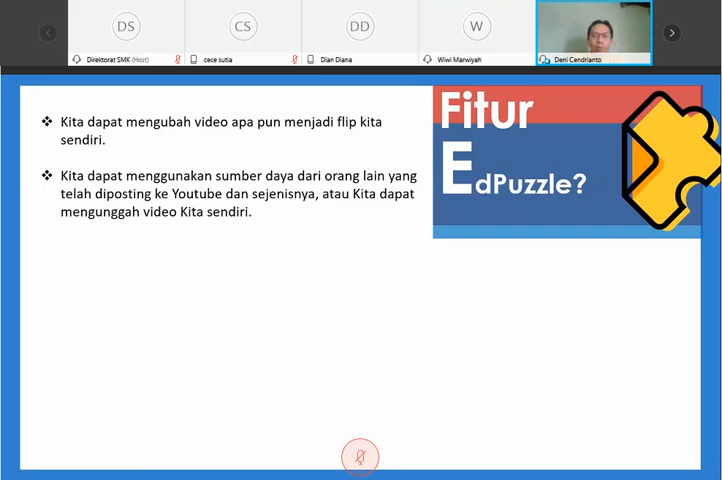 DS
CS
DD
W
Direktorat SMK (Host)
cece sutia
Dian Diana
Wiwi Marwiyah
Deni Cendrianto
❖ Kita dapat mengubah video apa pun menjadi flip kita
sendiri.
❖ Kita dapat menggunakan sumber daya dari orang lain yang
telah diposting ke Youtube dan sejenisnya, atau Kita dapat
mengunggah video Kita sendiri.
Fitur
EdPuzzle?